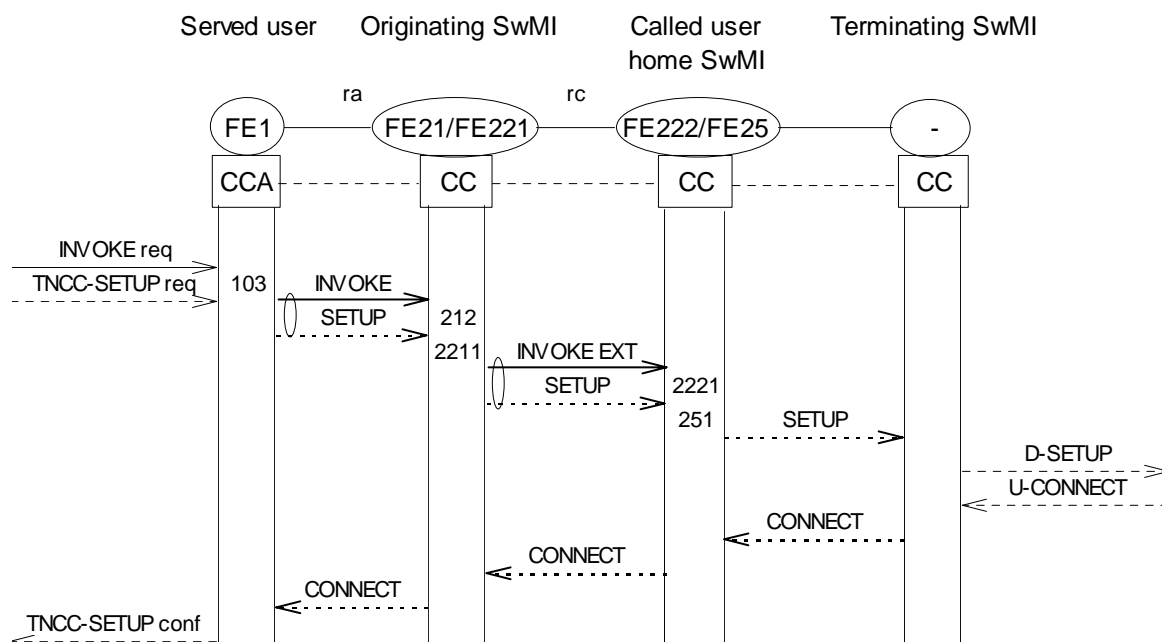 Served user
Originating SwMI
Called user
home SwMI
Terminating SwMI
ra
rc
FE1
FE21/FE221
FE222/FE25
-
CCA
CC
CC
CC
INVOKE req
TNCC-SETUP req
103
INVOKE
SETUP
212
2211
INVOKE EXT
SETUP
2221
251
SETUP
D-SETUP
U-CONNECT
CONNECT
CONNECT
CONNECT
TNCC-SETUP conf